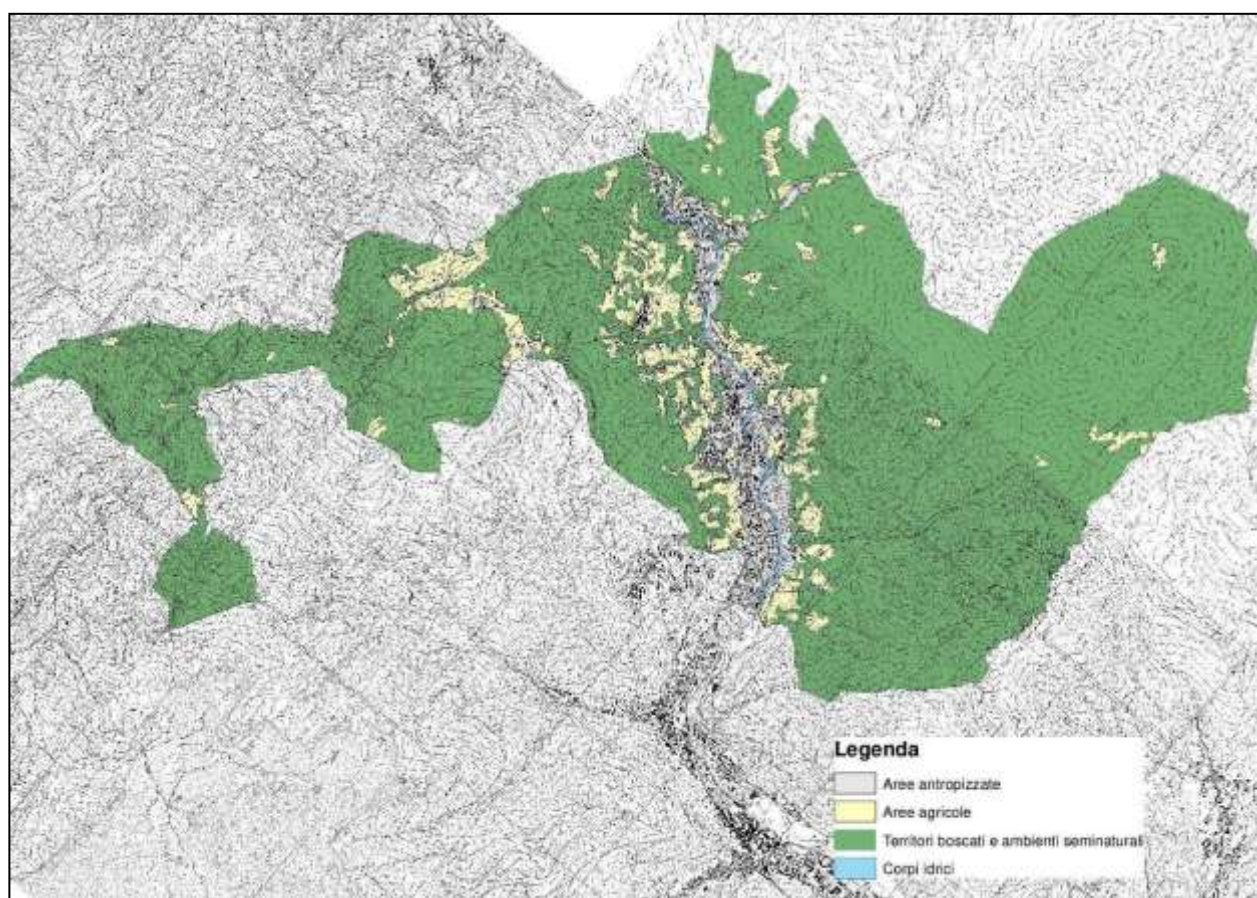 Legenda
Aree antropizzate
Aree agricole
Territori boscati e ambienti seminaturali
Corpi idrici